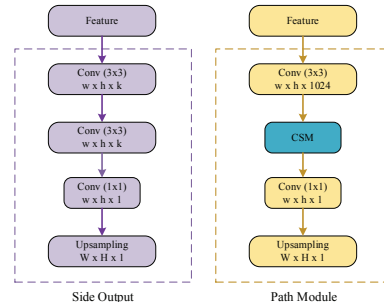 Feature
Conv (3x3)
w x h x k
Conv (3x3)
w x h x k
Conv (1x1)
w x h x 1
Upsampling
W x H x 1
Side Output
Feature
Conv (3x3)
w x h x 1024
CSM
Conv (1x1)
w x h x 1
Upsampling
W x H x 1
Path Module